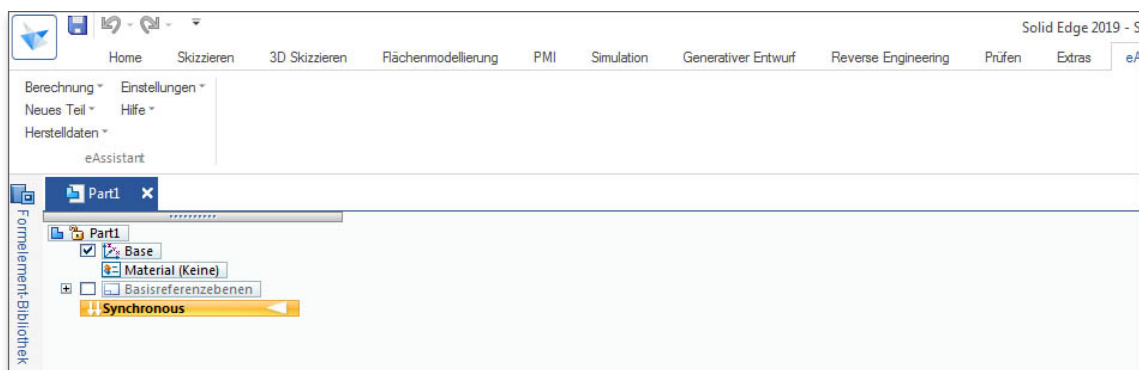 Solid Edge 2019 - S
Home Skizzieren 3D Skizzieren Flächenmodellierung PMI Simulation Generativer Entwurf Reverse Engineering Prüfen Extras eA
Berechnung Einstellungen
Neues Teil Hilfe
Herstelldaten
eAssistant
Part1
Formelement-Bibliothek
Part1
Base
Material (Keine)
Basisreferenzebenen
Synchronous